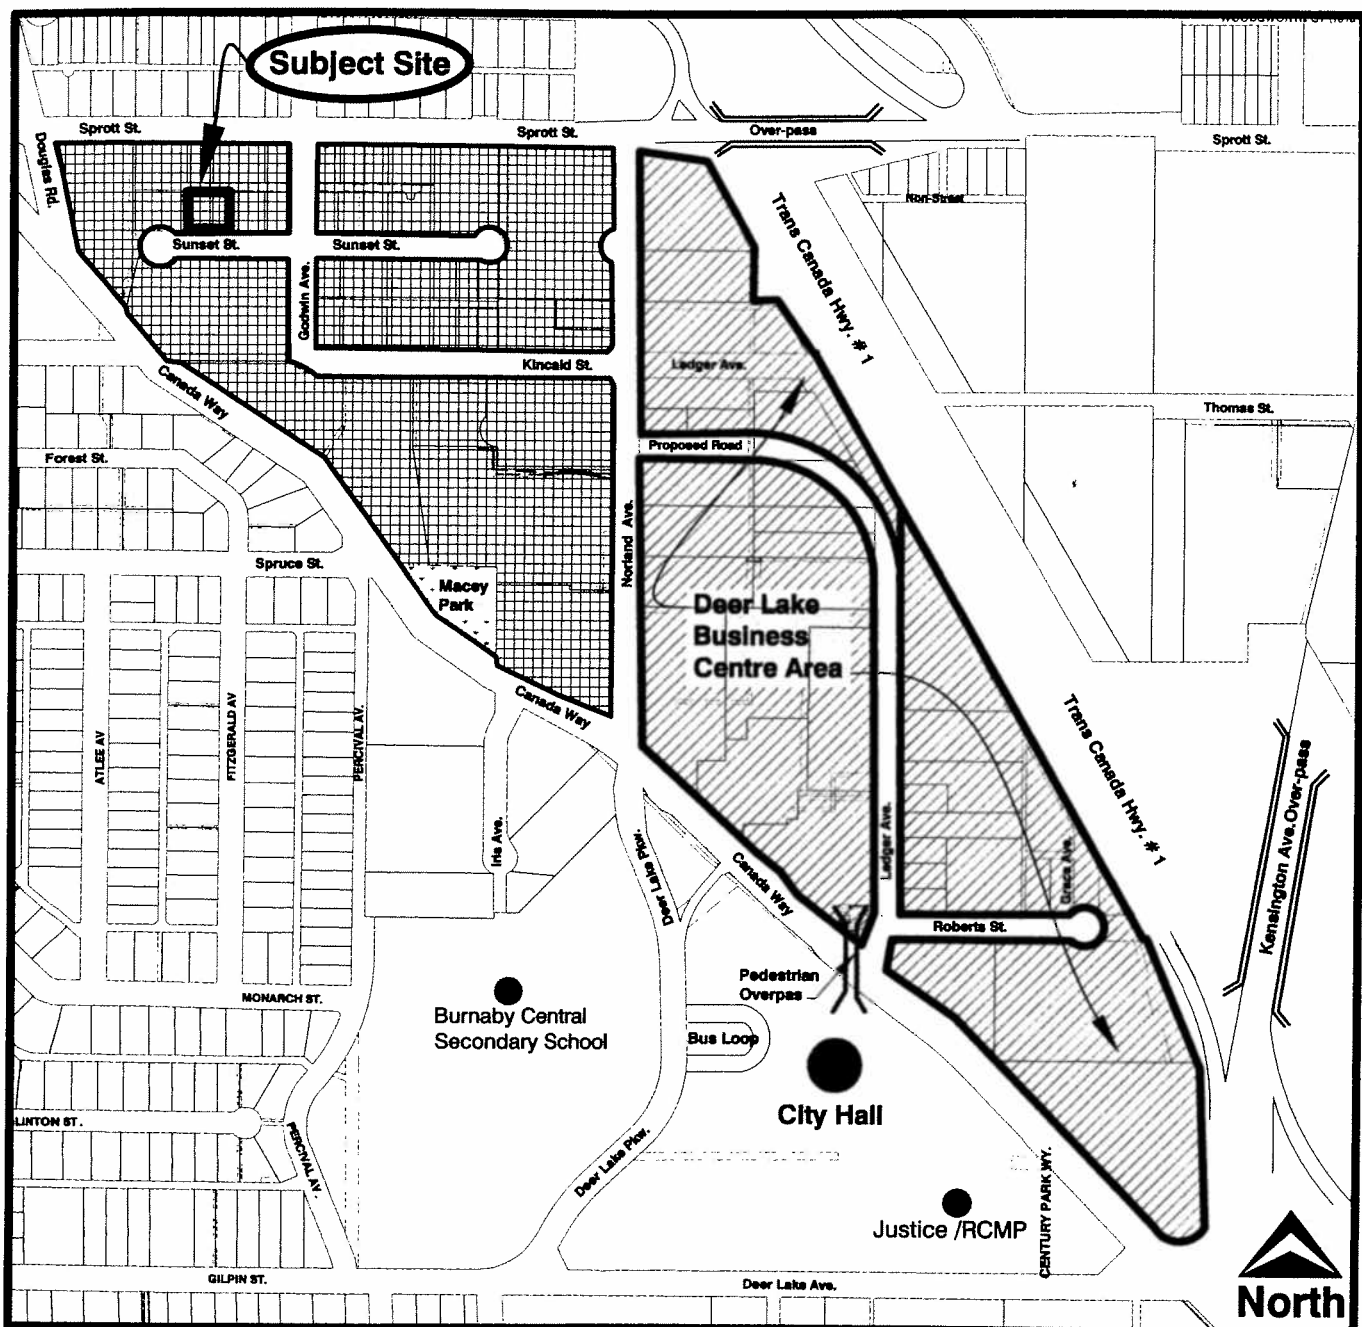 Subject Site
Sprott St.
Sprott St.
Over-pass
Sprott St.
Douglas Rd.
Non-Street
Trans Canada Hwy. # 1
Sunset St.
Sunset St.
Godwin Ave.
Kincaid St.
Ledger Ave.
Canada Way
Thomas St.
Proposed Road
Forest St.
Norland Ave.
Spruce St.
Macey
Park
Deer Lake
Business
Centre Area
Canada Way
ATLEE AV
FITZGERALD AV
PERCIVAL AV.
Trans Canada Hwy. # 1
Kensington Ave.Over-pass
Iris Ave.
Deer Lake Pkw.
Canada Way
Ledger Ave.
Grace Ave.
Roberts St.
Pedestrian
Overpas
MONARCH ST.
Burnaby Central
Secondary School
Bus Loop
City Hall
LINTON ST.
PERCIVAL AV.
Deer Lake Pkw.
CENTURY PARK WY.
Justice /RCMP
GILPIN ST.
Deer Lake Ave.
North